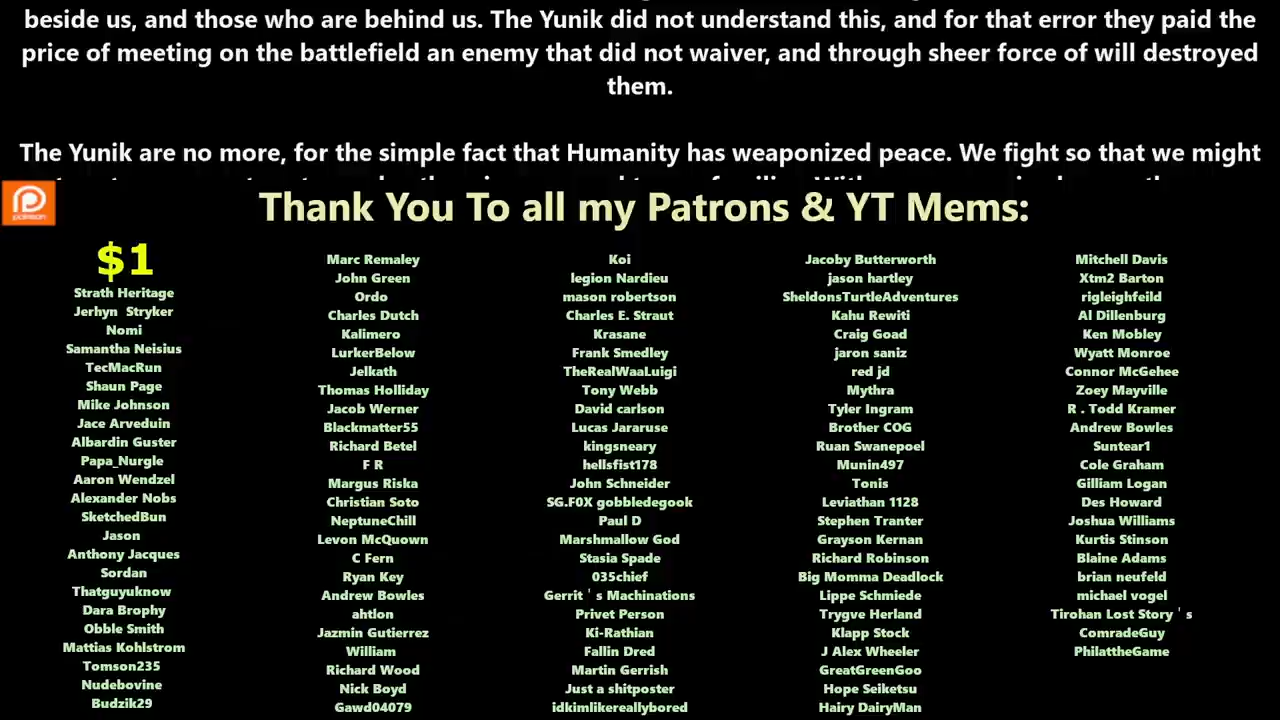 beside us, and those who are behind us. The Yunik did not understand this, and for that error they paid the
price of meeting on the battlefield an enemy that did not waiver, and through sheer force of will destroyed
them.
The Yunik are no more, for the simple fact that Humanity has weaponized peace. We fight so that we might
patreon
Thank You To all my Patrons & YT Mems:
$1
Strath Heritage
Jerhyn Stryker
Nomi
Samantha Neisius
TecMacRun
Shaun Page
Mike Johnson
Jace Arveduin
Albardin Guster
Papa_Nurgle
Aaron Wendzel
Alexander Nobs
SketchedBun
Jason
Anthony Jacques
Sordan
Thatguyuknow
Dara Brophy
Obble Smith
Mattias Kohlstrom
Tomson235
Nudebovine
Budzik29
Marc Remaley
John Green
Ordo
Charles Dutch
Kalimero
LurkerBelow
Jelkath
Thomas Holliday
Jacob Werner
Blackmatter55
Richard Betel
F R
Margus Riska
Christian Soto
NeptuneChill
Levon McQuown
C Fern
Ryan Key
Andrew Bowles
ahtlon
Jazmin Gutierrez
William
Richard Wood
Nick Boyd
Gawd04079
Koi
legion Nardieu
mason robertson
Charles E. Straut
Krasane
Frank Smedley
TheRealWaaLuigi
Tony Webb
David carlson
Lucas Jararuse
kingsneary
hellsfist178
John Schneider
SG.F0X gobbledegook
Paul D
Marshmallow God
Stasia Spade
035chief
Gerrit ' s Machinations
Privet Person
Ki-Rathian
Fallin Dred
Martin Gerrish
Just a shitposter
idkimlikereallybored
Jacoby Butterworth
jason hartley
SheldonsTurtleAdventures
Kahu Rewiti
Craig Goad
jaron saniz
red jd
Mythra
Tyler Ingram
Brother COG
Ruan Swanepoel
Munin497
Tonis
Leviathan 1128
Stephen Tranter
Grayson Kernan
Richard Robinson
Big Momma Deadlock
Lippe Schmiede
Trygve Herland
Klapp Stock
J Alex Wheeler
GreatGreenGoo
Hope Seiketsu
Hairy DairyMan
Mitchell Davis
Xtm2 Barton
rigleighfeild
Al Dillenburg
Ken Mobley
Wyatt Monroe
Connor McGehee
Zoey Mayville
R . Todd Kramer
Andrew Bowles
Suntear1
Cole Graham
Gilliam Logan
Des Howard
Joshua Williams
Kurtis Stinson
Blaine Adams
brian neufeld
michael vogel
Tirohan Lost Story ' s
ComradeGuy
PhilattheGame